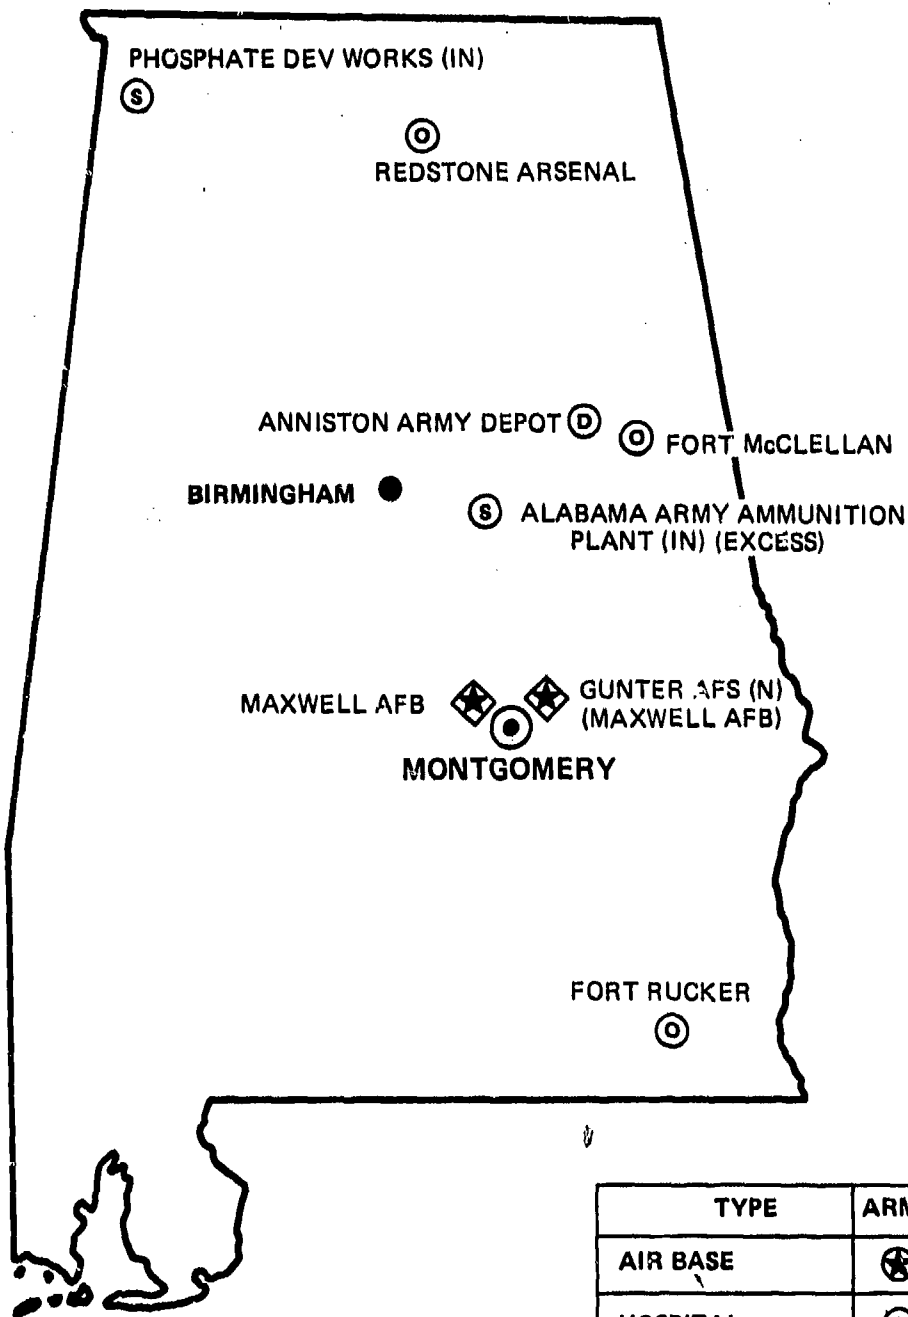 PHOSPHATE DEV WORKS (IN)
S
O
REDSTONE ARSENAL
ANNISTON ARMY DEPOT D
O FORT McCLELLAN
BIRMINGHAM
S ALABAMA ARMY AMMUNITION
PLANT (IN) (EXCESS)
MAXWELL AFB
GUNTER AFS (N)
(MAXWELL AFB)
MONTGOMERY
FORT RUCKER
O
TYPE
AIR BASE